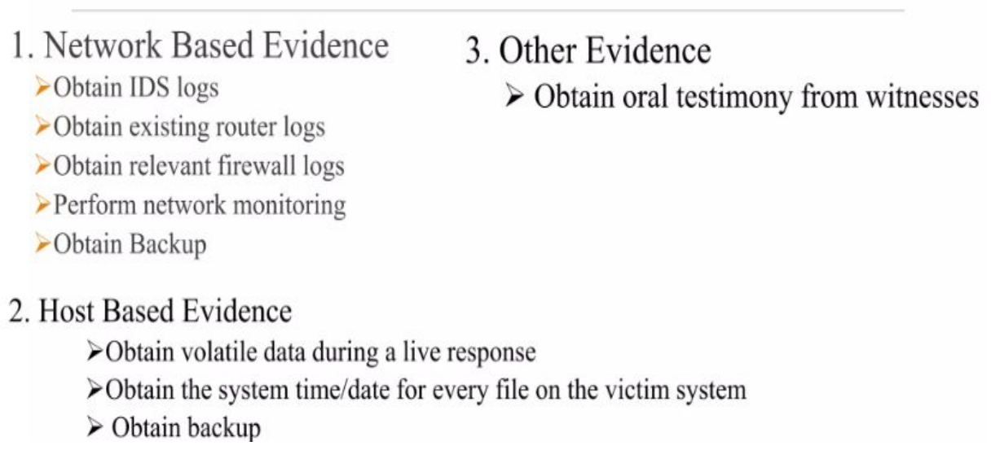 1. Network Based Evidence
➢Obtain IDS logs
➢Obtain existing router logs
➢Obtain relevant firewall logs
➢Perform network monitoring
➢Obtain Backup
2. Host Based Evidence
➢Obtain volatile data during a live response
➢Obtain the system time/date for every file on the victim system
➢ Obtain backup
3. Other Evidence
➢ Obtain oral testimony from witnesses